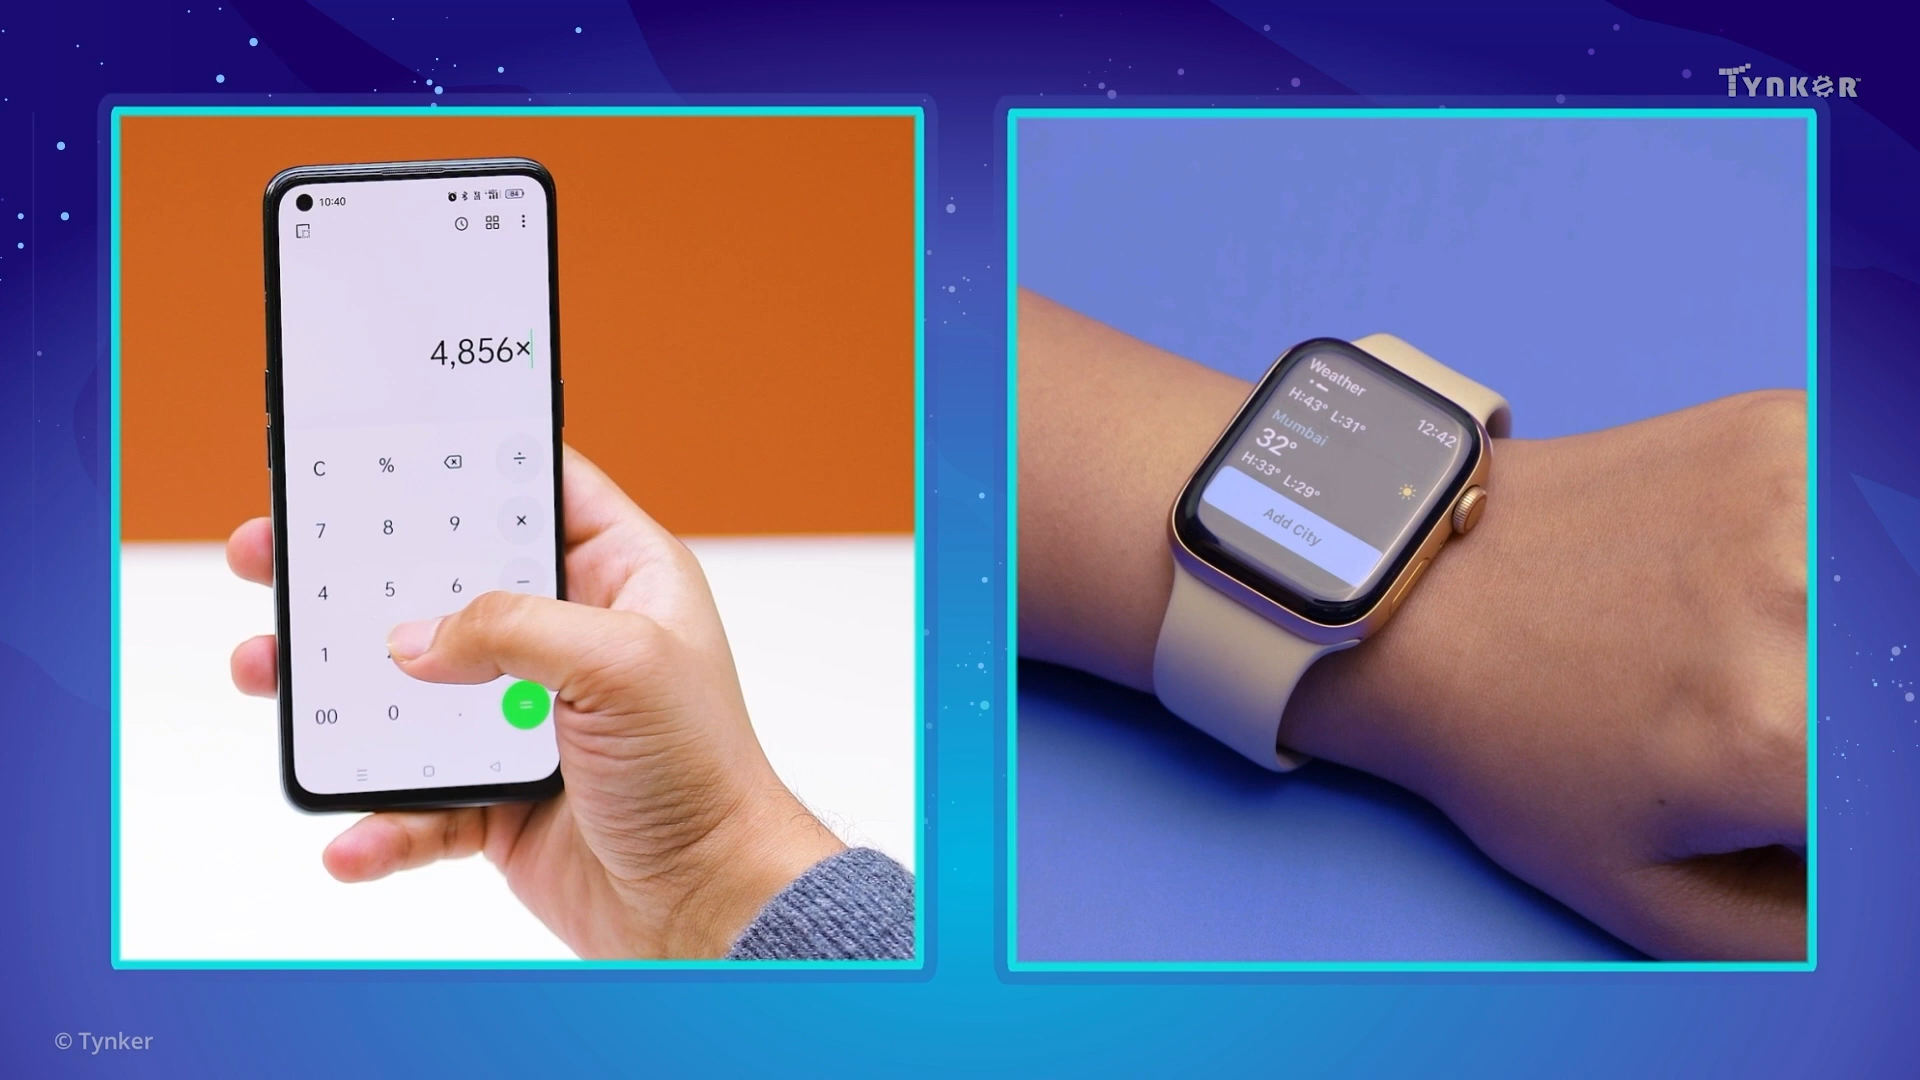 TYNKER
10:40
84
4,856×
C % ÷
7 8 9 ×
4 5 6 −
1
00 0 . =
Weather
12:42
H:43° L:31°
Mumbai
32°
H:33° L:29°
Add City
© Tynker